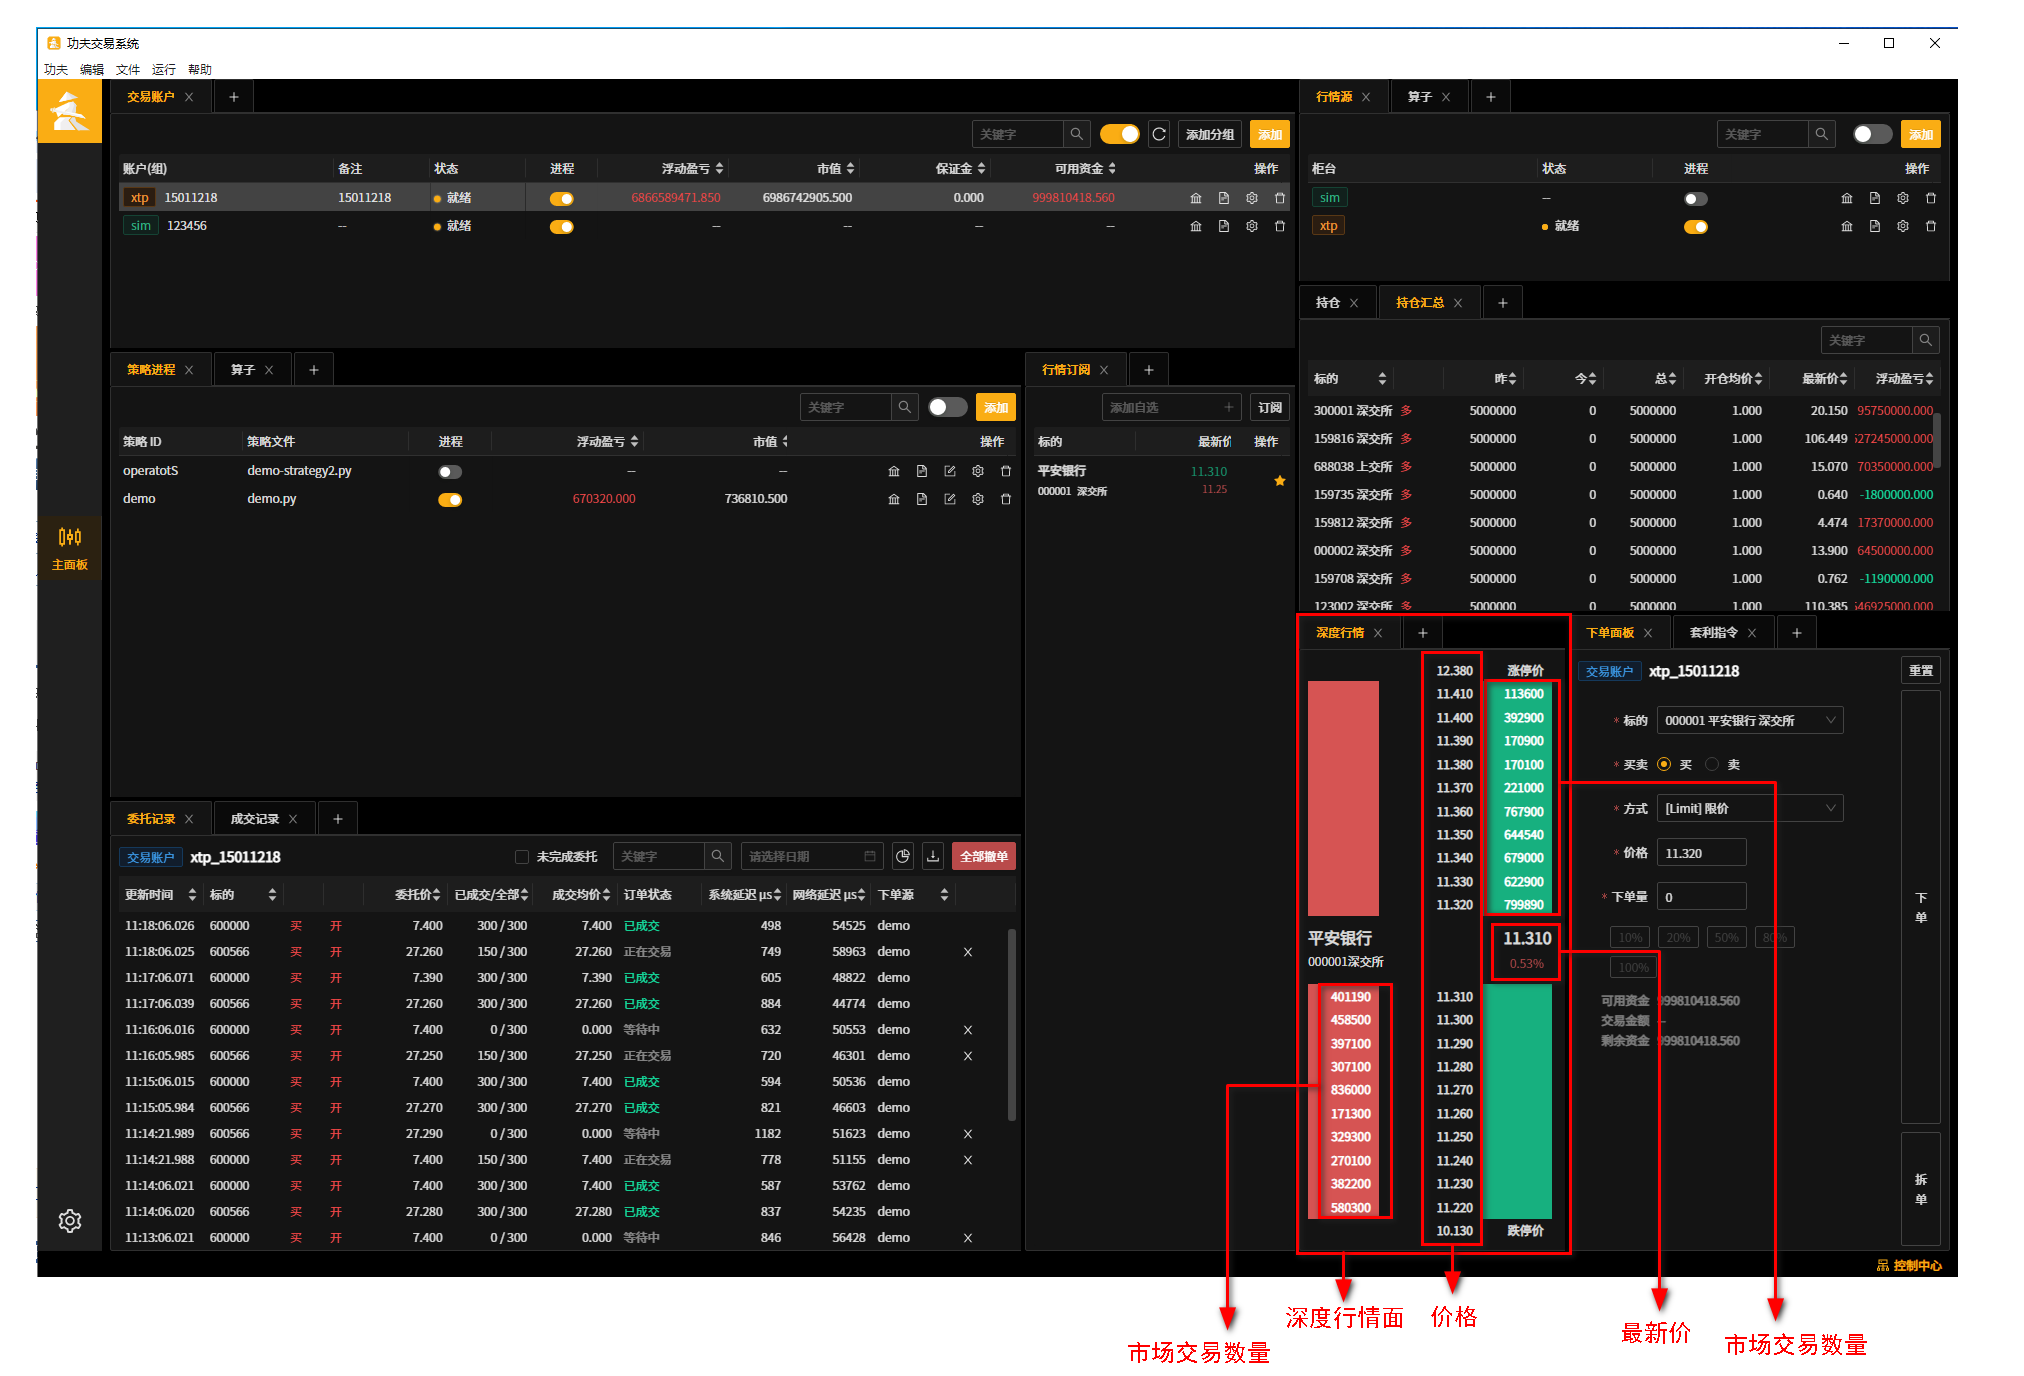 功夫交易系统
功夫 编辑 文件 运行 帮助
主面板
交易账户
关键字 添加分组 添加
账户(组) 备注 状态 进程 浮动盈亏 市值 保证金 可用资金 操作
xtp 15011218 15011218 就绪 6866589471.850 6986742905.500 0.000 999810418.560
sim 123456 -- 就绪 -- -- -- --
行情源 算子
关键字 添加
柜台 状态 进程 操作
sim --
xtp 就绪
持仓 持仓汇总
关键字
标的 昨 今 总 开仓均价 最新价 浮动盈亏
300001 深交所 多 5000000 0 5000000 1.000 20.150 95750000.000
159816 深交所 多 5000000 0 5000000 1.000 106.449 27245000.000
688038 上交所 多 5000000 0 5000000 1.000 15.070 70350000.000
159735 深交所 多 5000000 0 5000000 1.000 0.640 -1800000.000
159812 深交所 多 5000000 0 5000000 1.000 4.474 17370000.000
000002 深交所 多 5000000 0 5000000 1.000 13.900 64500000.000
159708 深交所 多 5000000 0 5000000 1.000 0.762 -1190000.000
123002 深交所 多 5000000 0 5000000 1.000 110.385 46925000.000
策略进程 算子
关键字 添加
策略 ID 策略文件 进程 浮动盈亏 市值 操作
operatotS demo-strategy2.py -- --
demo demo.py 670320.000 736810.500
行情订阅
添加自选 订阅
标的 最新价 操作
平安银行 11.310
000001 深交所 11.25
委托记录 成交记录
交易账户 xtp_15011218 未完成委托 关键字 请选择日期 全部撤单
更新时间 标的 委托价 已成交/全部 成交均价 订单状态 系统延迟 μs 网络延迟 μs 下单源
11:18:06.026 600000 买 开 7.400 300 / 300 7.400 已成交 498 54525 demo
11:18:06.025 600566 买 开 27.260 150 / 300 27.260 正在交易 749 58963 demo
11:17:06.071 600000 买 开 7.390 300 / 300 7.390 已成交 605 48822 demo
11:17:06.039 600566 买 开 27.260 300 / 300 27.260 已成交 884 44774 demo
11:16:06.016 600000 买 开 7.400 0 / 300 0.000 等待中 632 50553 demo
11:16:05.985 600566 买 开 27.250 150 / 300 27.250 正在交易 720 46301 demo
11:15:06.015 600000 买 开 7.400 300 / 300 7.400 已成交 594 50536 demo
11:15:05.984 600566 买 开 27.270 300 / 300 27.270 已成交 821 46603 demo
11:14:21.989 600566 买 开 27.290 0 / 300 0.000 等待中 1182 51623 demo
11:14:21.988 600000 买 开 7.400 150 / 300 7.400 正在交易 778 51155 demo
11:14:06.021 600000 买 开 7.400 300 / 300 7.400 已成交 587 53762 demo
11:14:06.020 600566 买 开 27.280 300 / 300 27.280 已成交 837 54235 demo
11:13:06.021 600000 买 开 7.400 0 / 300 0.000 等待中 846 56428 demo
深度行情
12.380 涨停价
11.410 113600
11.400 392900
11.390 170900
11.380 170100
11.370 221000
11.360 767900
11.350 644540
11.340 679000
11.330 622900
11.320 799890
平安银行 11.310
000001深交所 0.53%
401190 11.310
458500 11.300
397100 11.290
307100 11.280
836000 11.270
171300 11.260
329300 11.250
270100 11.240
382200 11.230
580300 11.220
10.130 跌停价
下单面板 套利指令
交易账户 xtp_15011218 重置
* 标的 000001 平安银行 深交所
* 买卖 买 卖
* 方式 [Limit] 限价
* 价格 11.320
* 下单量 0
10% 20% 50% 80%
100%
可用资金 999810418.560
交易金额 --
剩余资金 999810418.560
下单
拆单
控制中心
深度行情面 价格
市场交易数量 最新价 市场交易数量